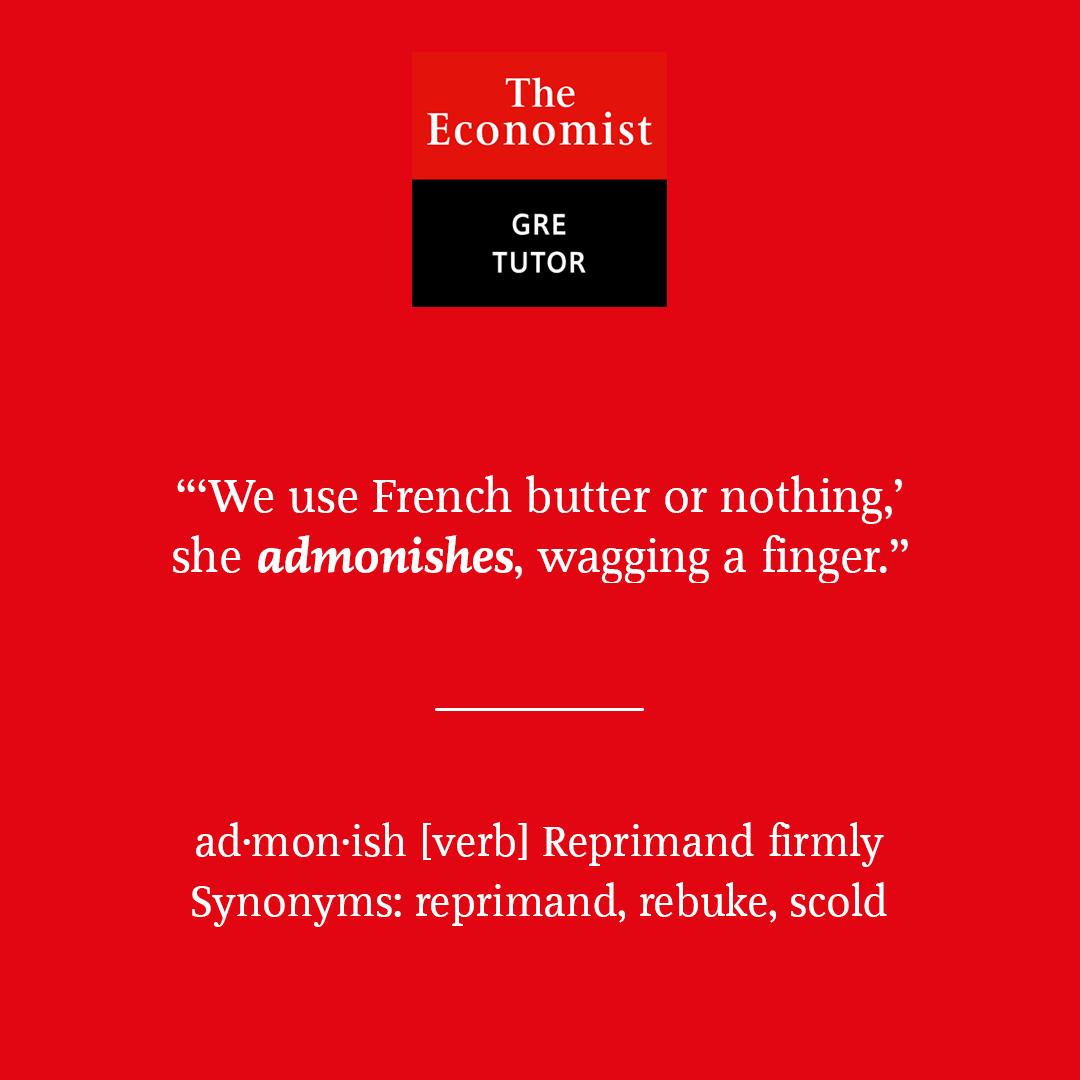 The
Economist
GRE
TUTOR
“‘We use French butter or nothing,’
she admonishes, wagging a finger.”
ad·mon·ish [verb] Reprimand firmly
Synonyms: reprimand, rebuke, scold